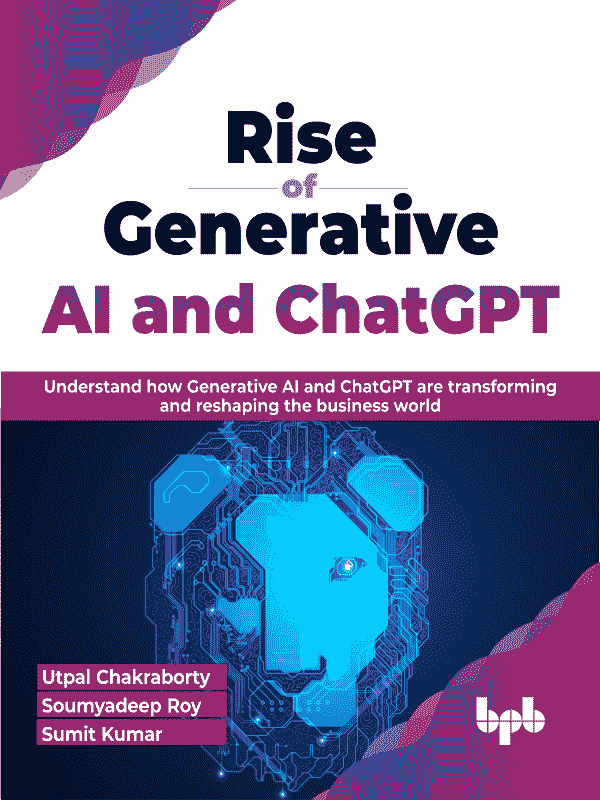 Rise
of
Generative
AI and ChatGPT
Understand how Generative AI and ChatGPT are transforming
and reshaping the business world
Utpal Chakraborty
Soumyadeep Roy
Sumit Kumar
bpb